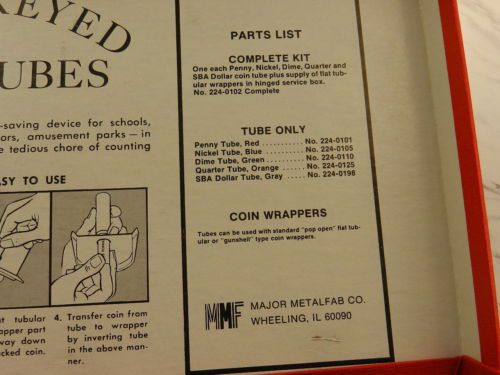 REYED
UBES
-saving device for schools,
ors, amusement parks — in
e tedious chore of counting
ASY TO USE
t tubular
apper part
way down
cked coin.
4. Transfer coin from
tube to wrapper
by inverting tube
in the above man-
ner.
PARTS LIST
COMPLETE KIT
One each Penny, Nickel, Dime, Quarter and
SBA Dollar coin tube plus supply of flat tub-
ular wrappers in hinged service box.
No. 224-0102 Complete
TUBE ONLY
Penny Tube, Red .......... No. 224-0101
Nickel Tube, Blue ......... No. 224-0105
Dime Tube, Green ......... No. 224-0110
Quarter Tube, Orange ...... No. 224-0125
SBA Dollar Tube, Gray ..... No. 224-0198
COIN WRAPPERS
Tubes can be used with standard "pop open" flat tub-
ular or "gunshell" type coin wrappers.
MMF
MAJOR METALFAB CO.
WHEELING, IL 60090